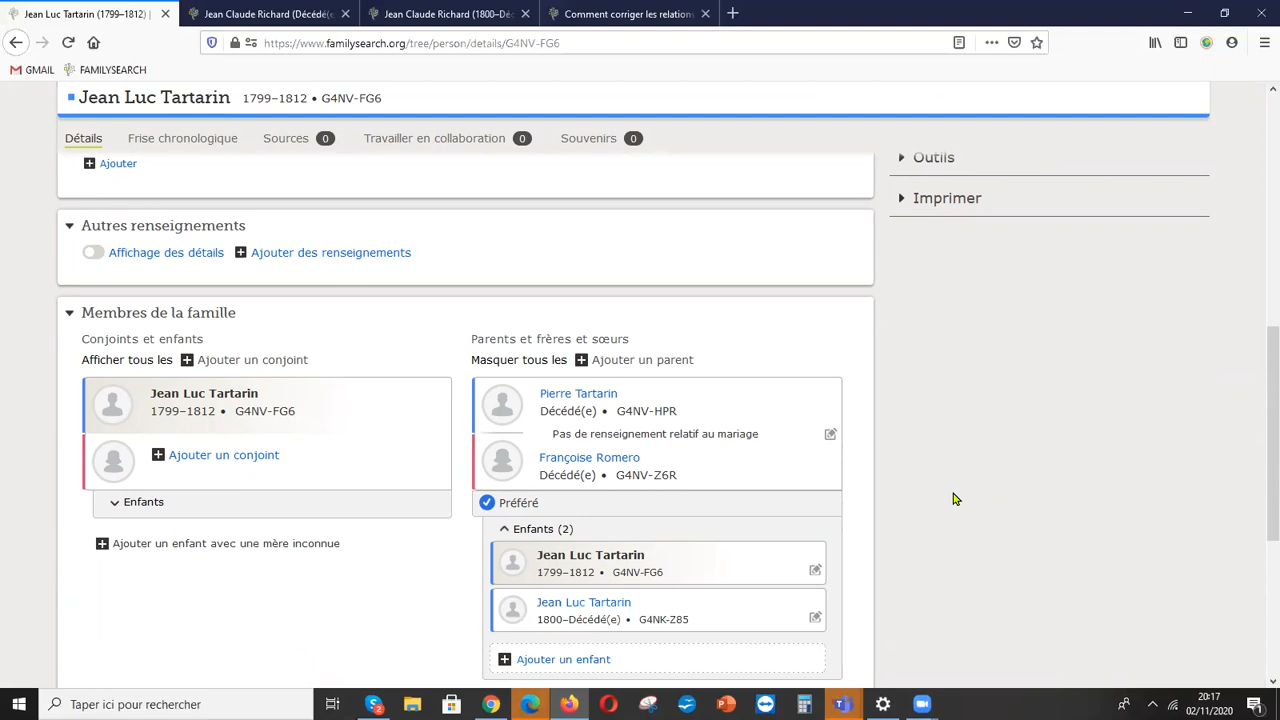 Jean Luc Tartarin (1799–1812) |
Jean Claude Richard (Décédé(e
Jean Claude Richard (1800–Déc
Comment corriger les relation
https://www.familysearch.org/tree/person/details/G4NV-FG6
GMAIL FAMILYSEARCH
Jean Luc Tartarin 1799–1812 • G4NV-FG6
Détails Frise chronologique Sources 0 Travailler en collaboration 0 Souvenirs 0
Ajouter
Outils
Imprimer
Autres renseignements
Affichage des détails Ajouter des renseignements
Membres de la famille
Conjoints et enfants
Afficher tous les Ajouter un conjoint
Jean Luc Tartarin
1799–1812 • G4NV-FG6
Ajouter un conjoint
Enfants
Ajouter un enfant avec une mère inconnue
Parents et frères et sœurs
Masquer tous les Ajouter un parent
Pierre Tartarin
Décédé(e) • G4NV-HPR
Pas de renseignement relatif au mariage
Françoise Romero
Décédé(e) • G4NV-Z6R
Préféré
Enfants (2)
Jean Luc Tartarin
1799–1812 • G4NV-FG6
Jean Luc Tartarin
1800–Décédé(e) • G4NK-Z85
Ajouter un enfant
Taper ici pour rechercher
20:17
02/11/2020